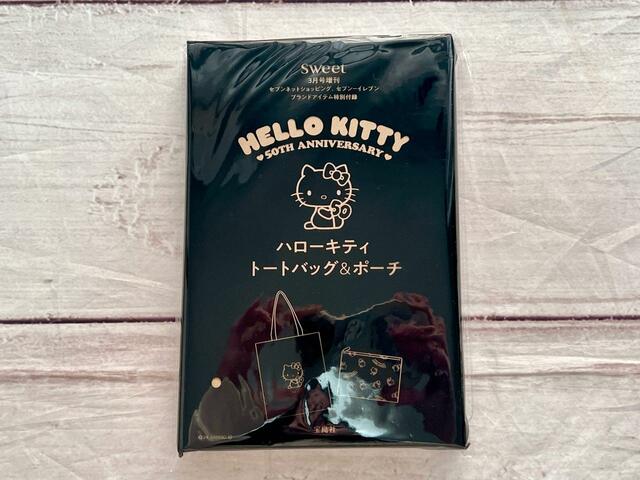 sweet
3月号増刊
セブンネットショッピング、セブン-イレブン
ブランドアイテム特別付録
HELLO KITTY
50TH ANNIVERSARY
ハローキティ
トートバッグ&ポーチ
宝島社